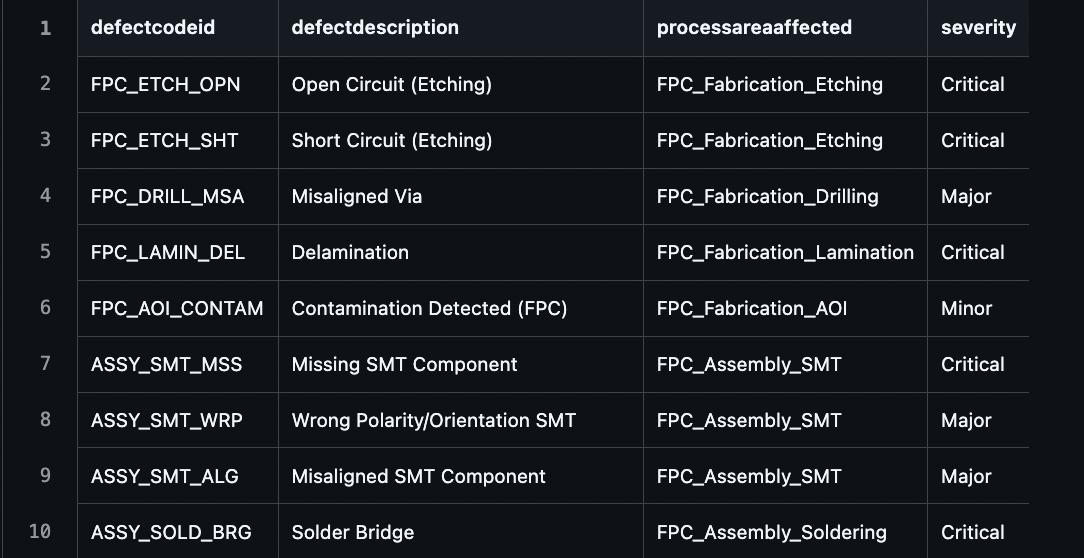 1 defectcodeid defectdescription processareaaffected severity
2 FPC_ETCH_OPN Open Circuit (Etching) FPC_Fabrication_Etching Critical
3 FPC_ETCH_SHT Short Circuit (Etching) FPC_Fabrication_Etching Critical
4 FPC_DRILL_MSA Misaligned Via FPC_Fabrication_Drilling Major
5 FPC_LAMIN_DEL Delamination FPC_Fabrication_Lamination Critical
6 FPC_AOI_CONTAM Contamination Detected (FPC) FPC_Fabrication_AOI Minor
7 ASSY_SMT_MSS Missing SMT Component FPC_Assembly_SMT Critical
8 ASSY_SMT_WRP Wrong Polarity/Orientation SMT FPC_Assembly_SMT Major
9 ASSY_SMT_ALG Misaligned SMT Component FPC_Assembly_SMT Major
10 ASSY_SOLD_BRG Solder Bridge FPC_Assembly_Soldering Critical